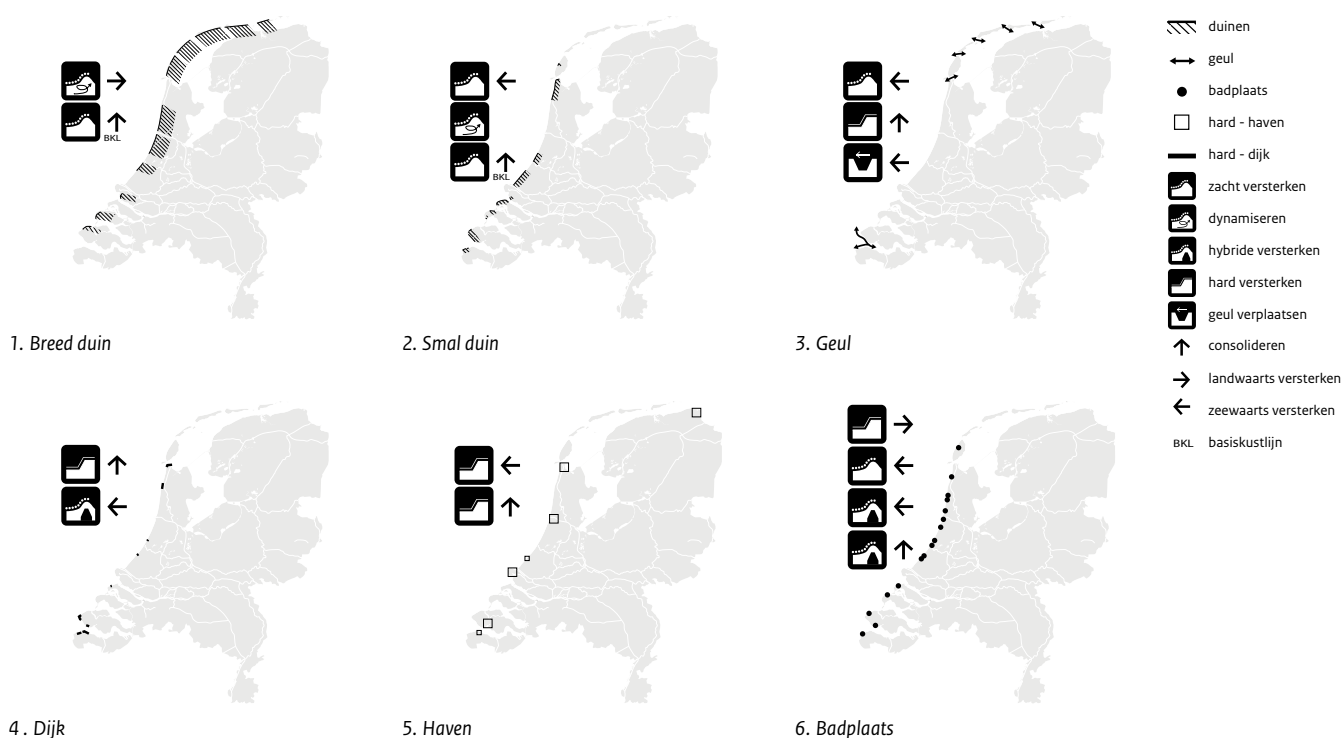 BKL
1. Breed duin
BKL
2. Smal duin
3. Geul
duinen
geul
badplaats
hard - haven
hard - dijk
zacht versterken
dynamiseren
hybride versterken
hard versterken
geul verplaatsen
consolideren
landwaarts versterken
zeewaarts versterken
BKL basiskustlijn
4 . Dijk
5. Haven
6. Badplaats